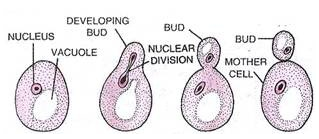 NUCLEUS
VACUOLE
DEVELOPING
BUD
NUCLEAR
DIVISION
BUD
BUD
MOTHER
CELL